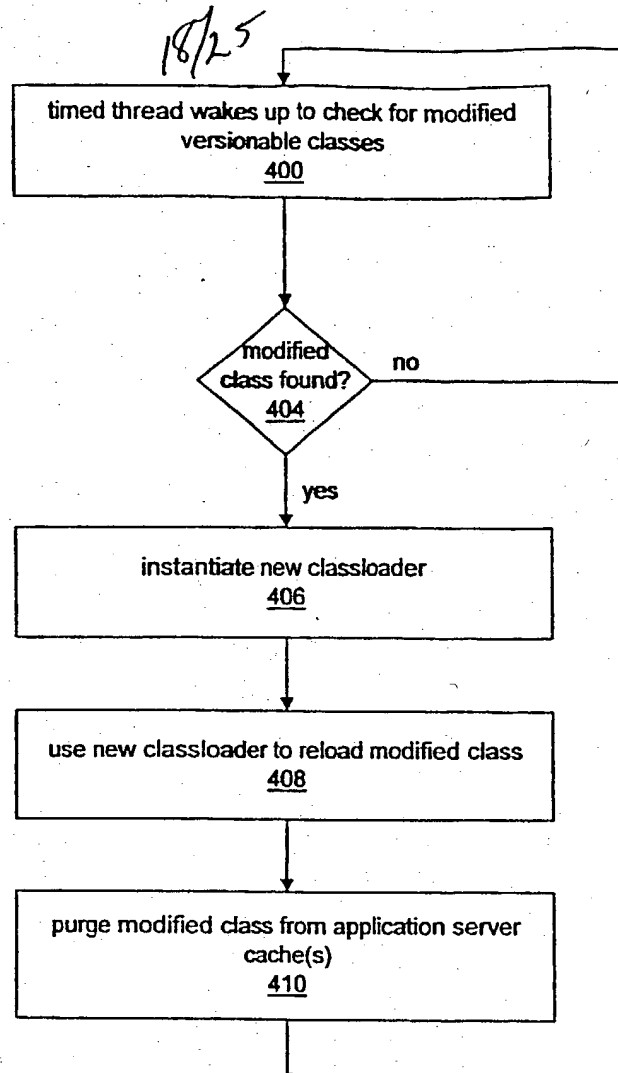 18/25
timed thread wakes up to check for modified
versionable classes
400
modified
class found?
404
no
yes
instantiate new classloader
406
use new classloader to reload modified class
408
purge modified class from application server
cache(s)
410